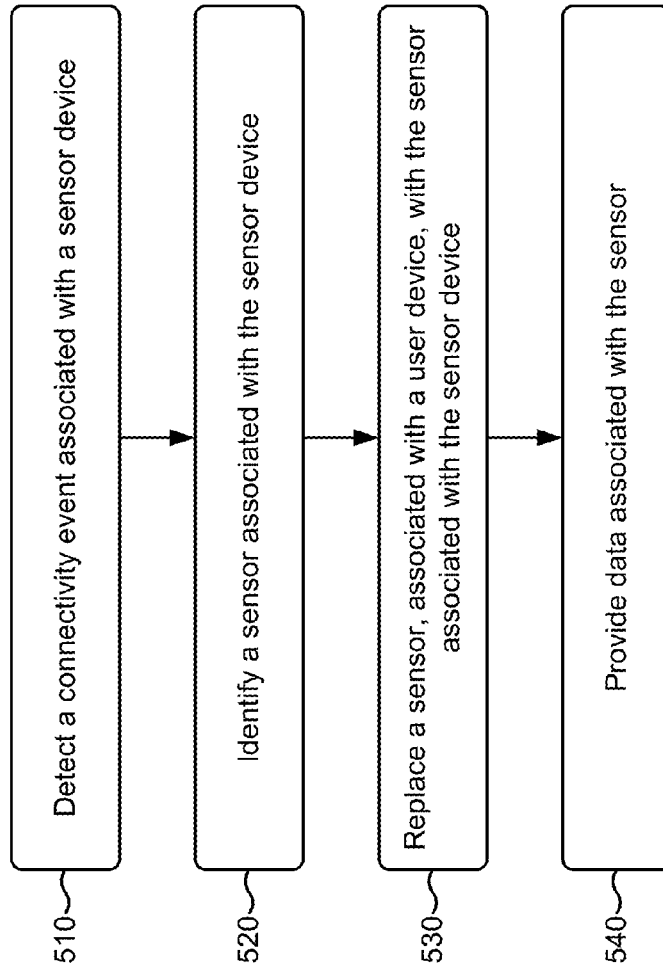 510
Detect a connectivity event associated with a sensor device
520
Identify a sensor associated with the sensor device
530
Replace a sensor, associated with a user device, with the sensor
associated with the sensor device
540
Provide data associated with the sensor